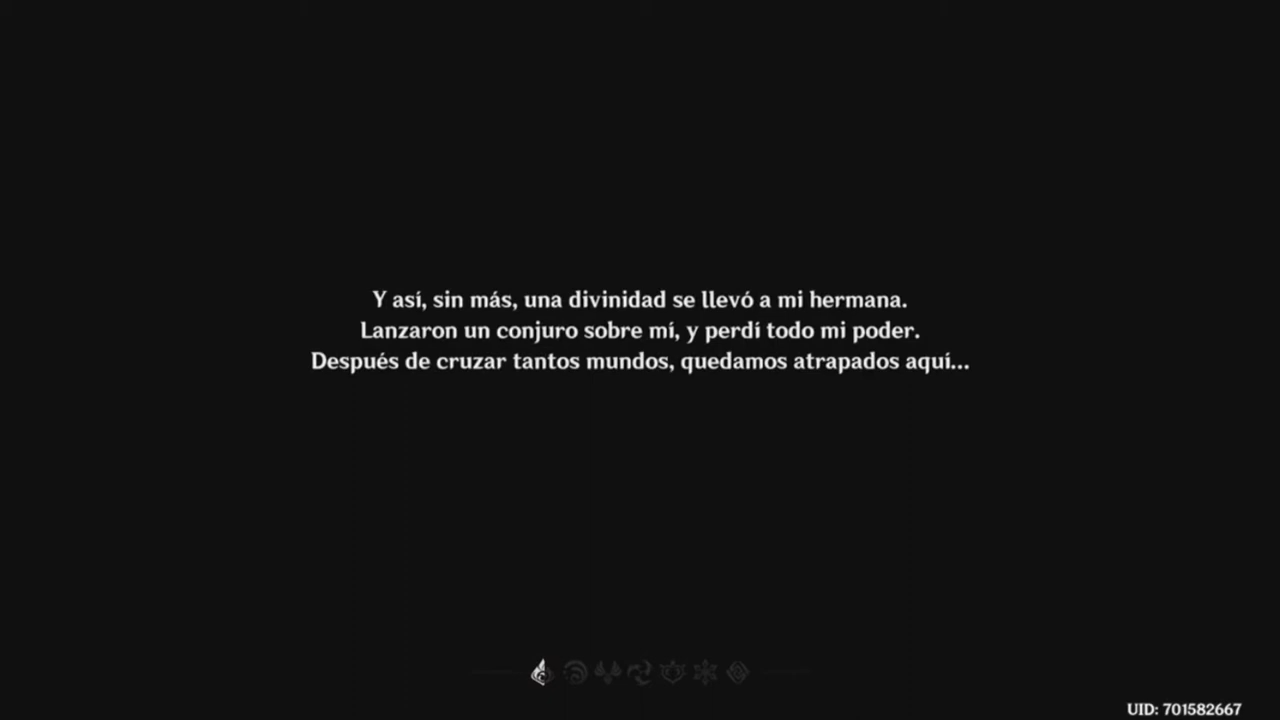 Y así, sin más, una divinidad se llevó a mi hermana.
Lanzaron un conjuro sobre mí, y perdí todo mi poder.
Después de cruzar tantos mundos, quedamos atrapados aquí...
UID: 701582667